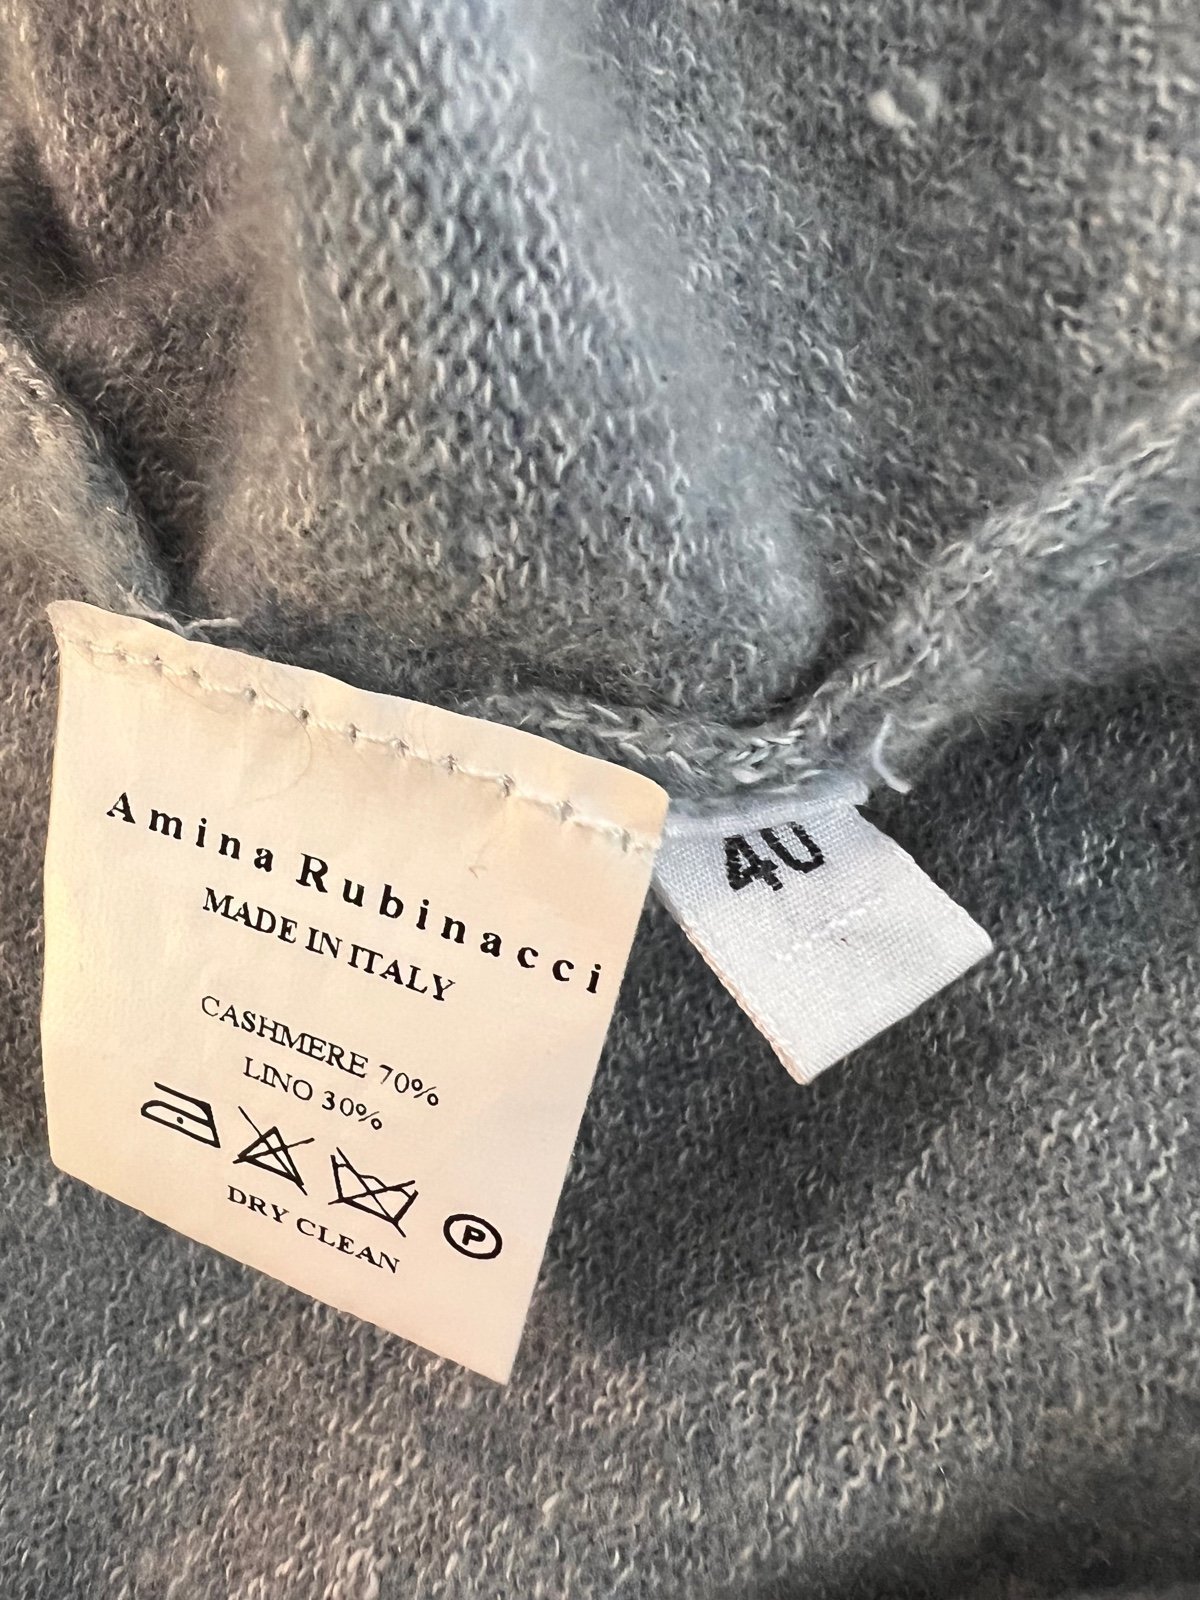 Amina Rubinacci
MADE IN ITALY
CASHMERE 70%
LINO 30%
P
DRY CLEAN
40